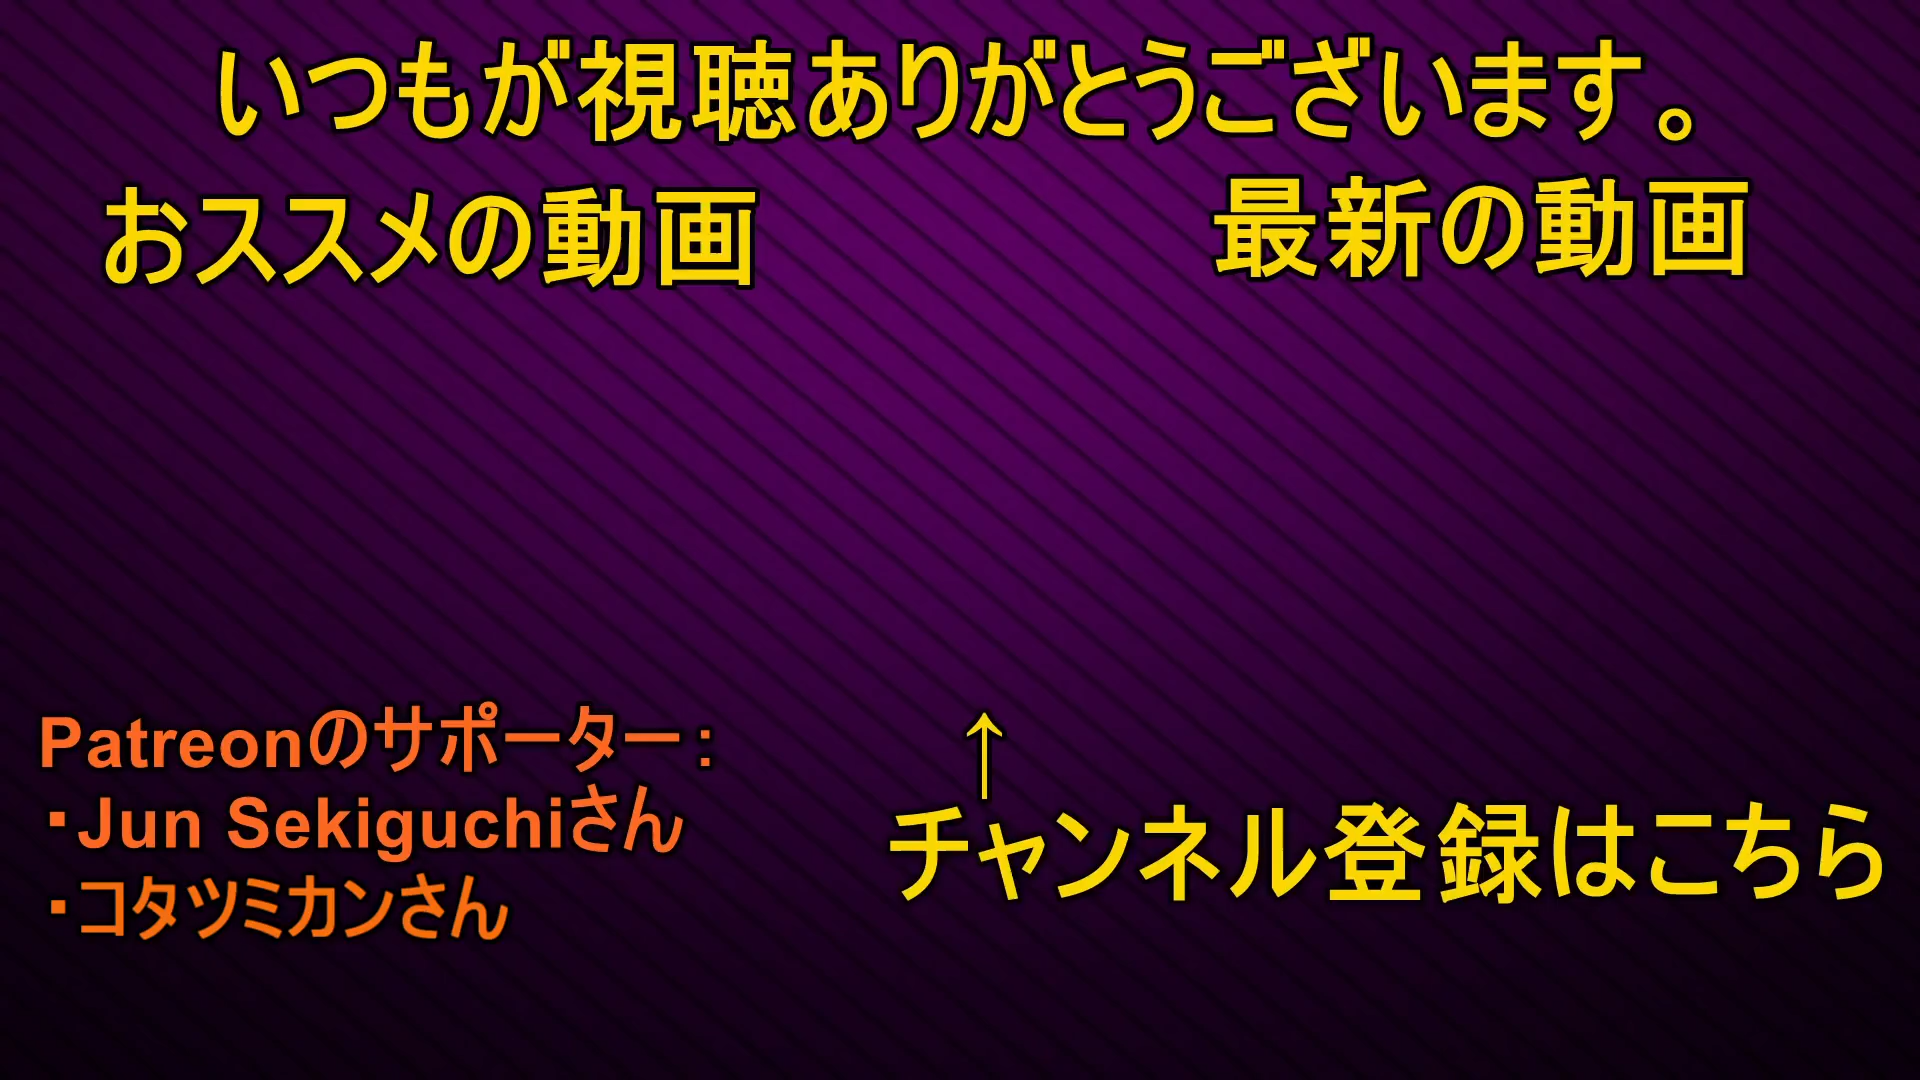 いつもが視聴ありがとうございます。
おススメの動画
最新の動画
Patreonのサポーター：
・Jun Sekiguchiさん
・コタツミカンさん
↑
チャンネル登録はこちら